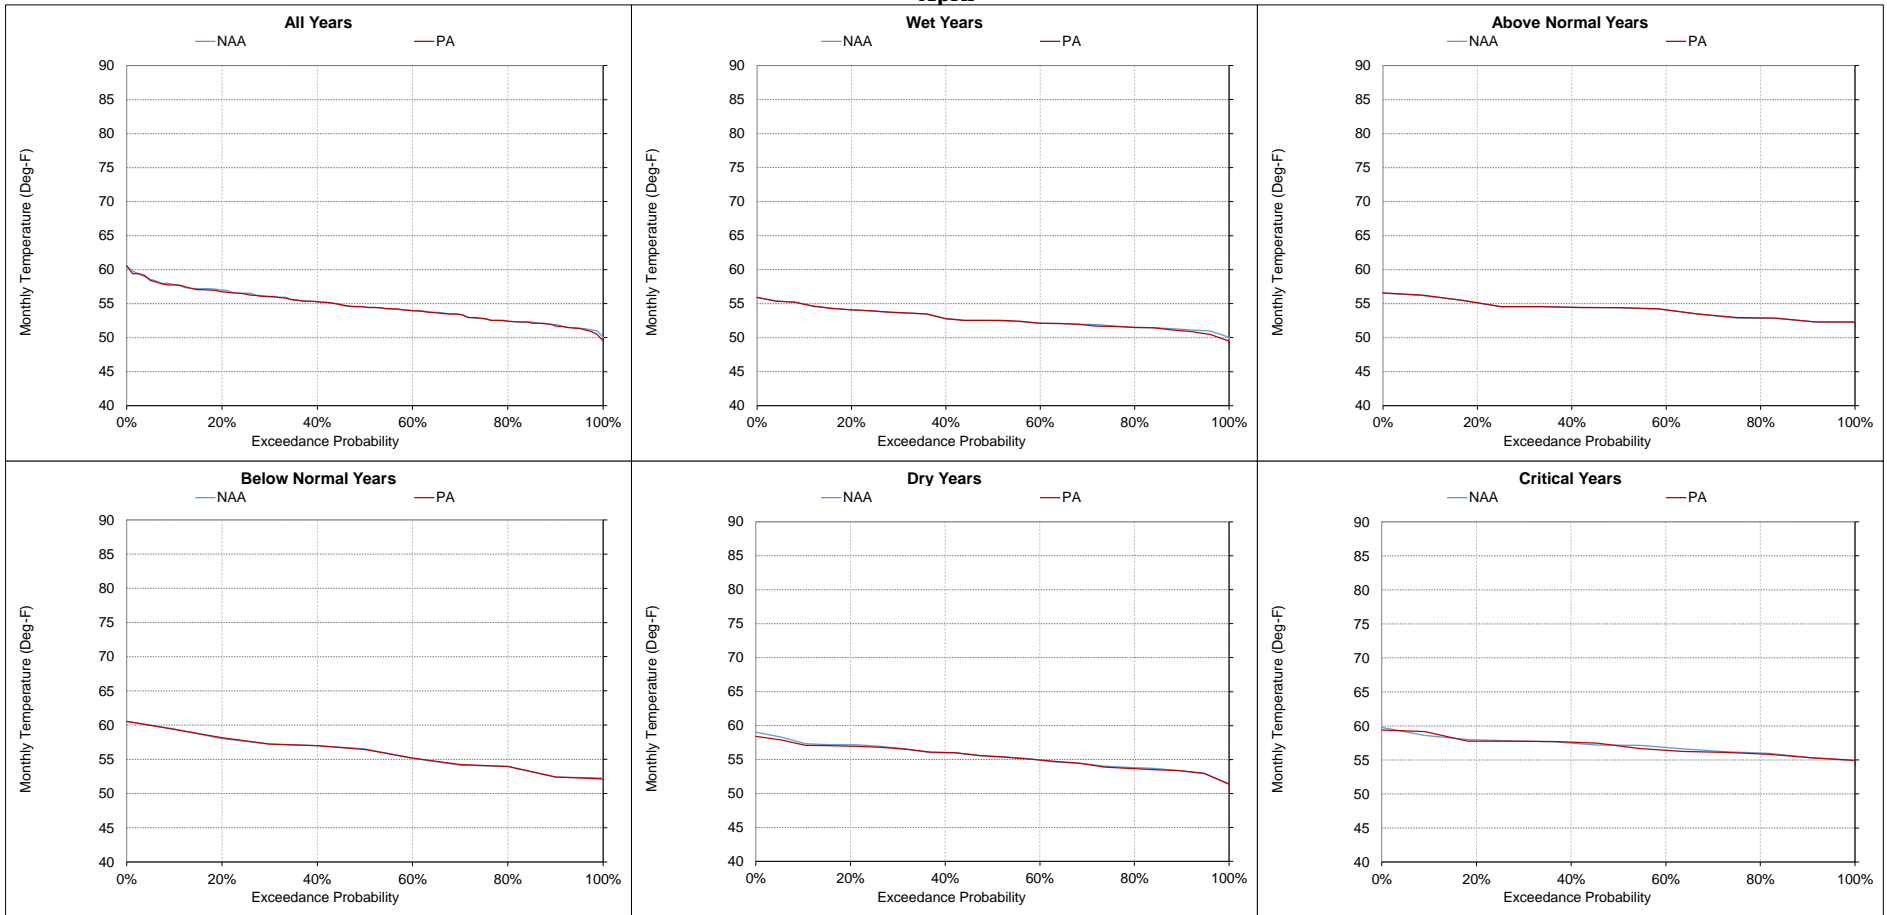 All Years
NAA PA
90
85
80
75
70
65
60
55
50
45
40
Monthly Temperature (Deg-F)
0% 20% 40% 60% 80% 100%
Exceedance Probability
Wet Years
NAA PA
90
85
80
75
70
65
60
55
50
45
40
Monthly Temperature (Deg-F)
0% 20% 40% 60% 80% 100%
Exceedance Probability
Above Normal Years
NAA PA
90
85
80
75
70
65
60
55
50
45
40
Monthly Temperature (Deg-F)
0% 20% 40% 60% 80% 100%
Exceedance Probability
Below Normal Years
NAA PA
90
85
80
75
70
65
60
55
50
45
40
Monthly Temperature (Deg-F)
0% 20% 40% 60% 80% 100%
Exceedance Probability
Dry Years
NAA PA
90
85
80
75
70
65
60
55
50
45
40
Monthly Temperature (Deg-F)
0% 20% 40% 60% 80% 100%
Exceedance Probability
Critical Years
NAA PA
90
85
80
75
70
65
60
55
50
45
40
Monthly Temperature (Deg-F)
0% 20% 40% 60% 80% 100%
Exceedance Probability